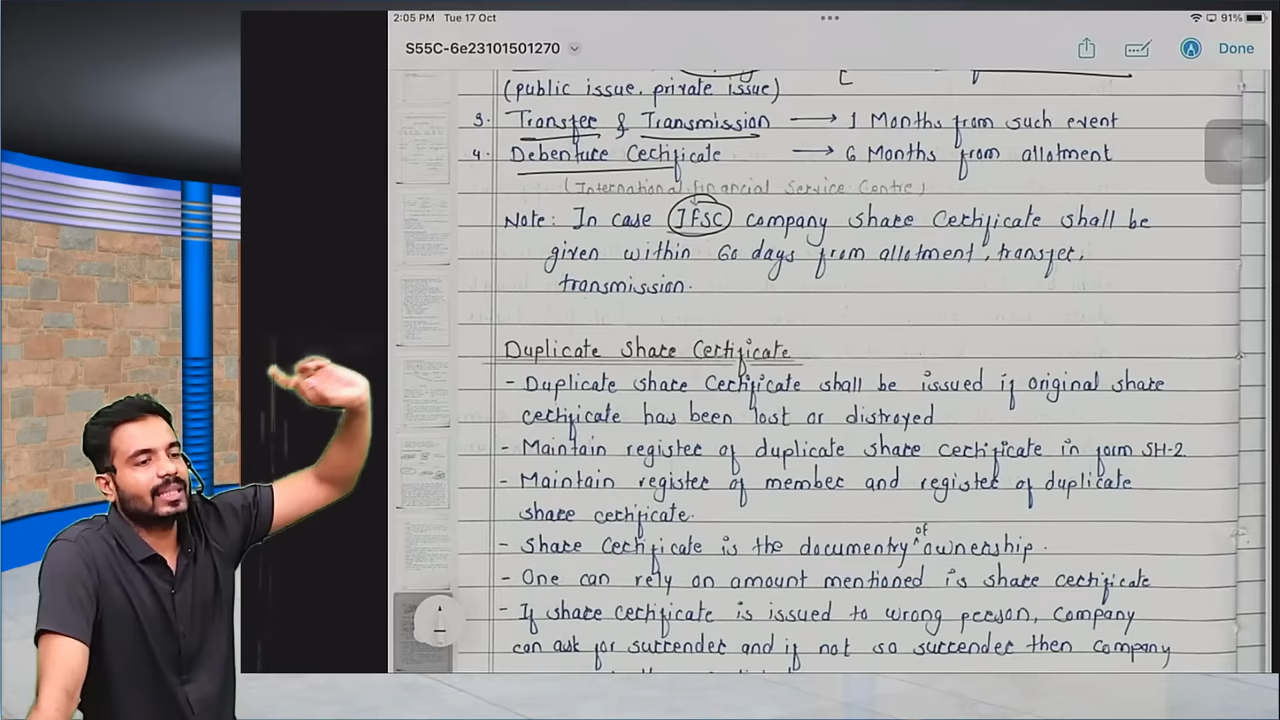 2:05 PM Tue 17 Oct
91%
S55C-6e23101501270
Done
(public issue, private issue)
3. Transfer & Transmission → 1 Months from such event
4. Debenture Certificate → 6 Months from allotment
(International Financial Service Centre)
Note: In case IFSC company share Certificate shall be
given within 60 days from allotment, transfer,
transmission.
Duplicate Share Certificate
- Duplicate share Certificate shall be issued if original share
certificate has been lost or distroyed
- Maintain register of duplicate share certificate in form SH-2
- Maintain register of member and register of duplicate
share certificate.
- Share Certificate is the documentry of ownership.
- One can rely on amount mentioned is share certificate
- If share certificate is issued to wrong person, Company
can ask for surrender and if not so surrender then company